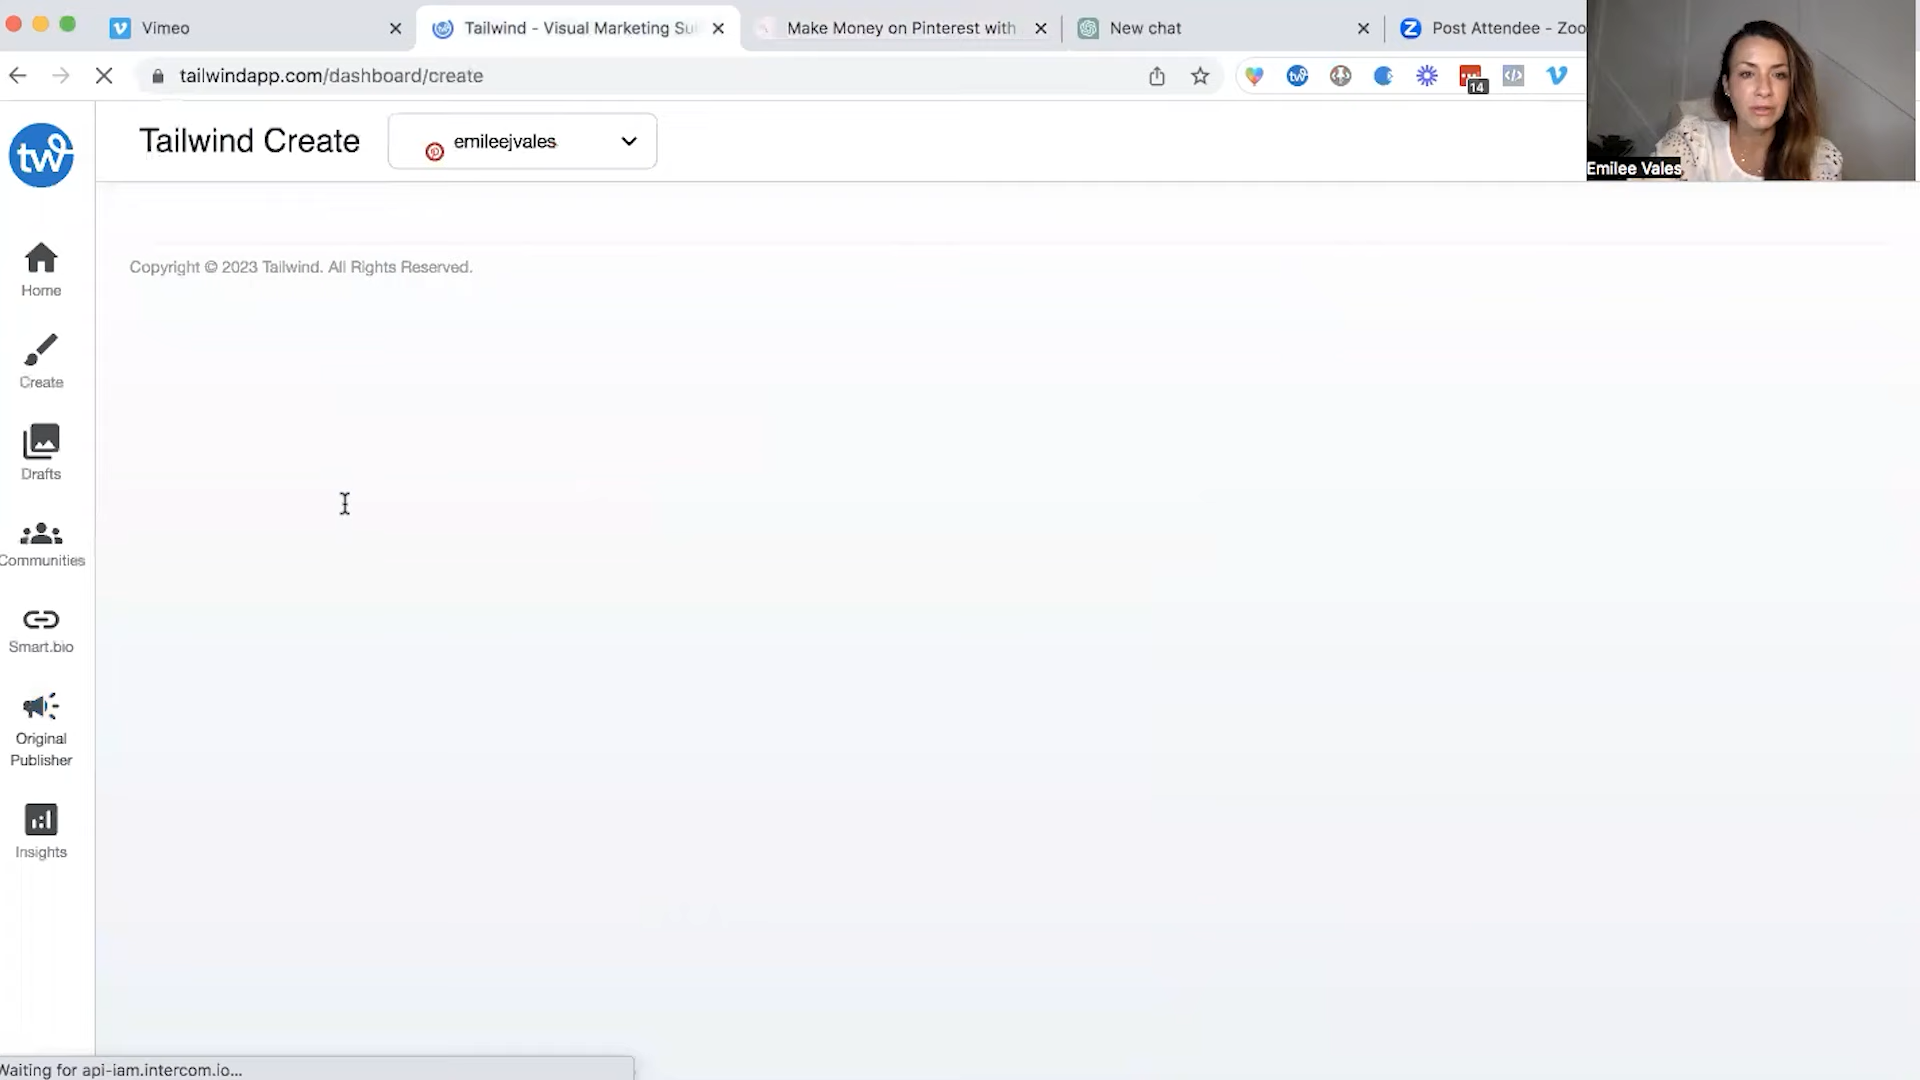 Vimeo
Tailwind - Visual Marketing Su
Make Money on Pinterest with
New chat
Post Attendee - Zoo
tailwindapp.com/dashboard/create
14
Emilee Vales
tw
Tailwind Create
emileejvales
Copyright © 2023 Tailwind. All Rights Reserved.
Home
Create
Drafts
Communities
Smart.bio
Original
Publisher
Insights
Waiting for api-iam.intercom.io...